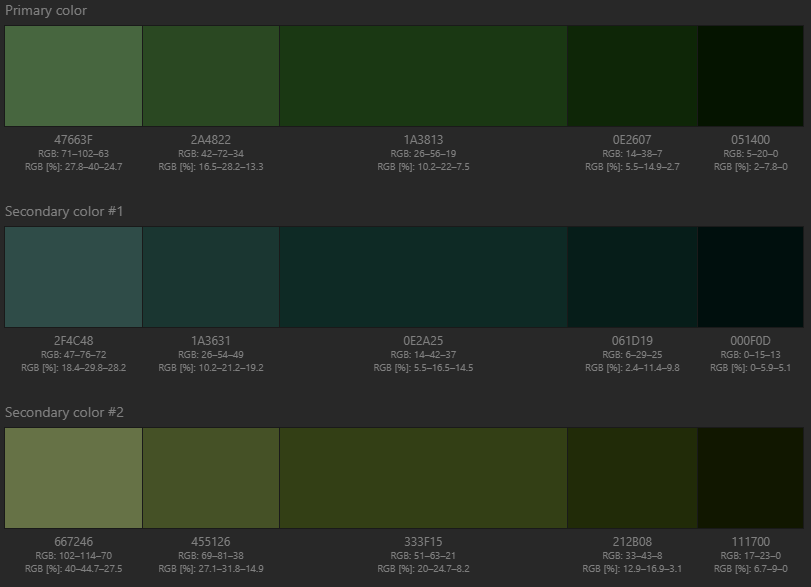 Primary color
47663F 2A4822 1A3813 0E2607 051400
RGB: 71–102–63 RGB: 42–72–34 RGB: 26–56–19 RGB: 14–38–7 RGB: 5–20–0
RGB [%]: 27.8–40–24.7 RGB [%]: 16.5–28.2–13.3 RGB [%]: 10.2–22–7.5 RGB [%]: 5.5–14.9–2.7 RGB [%]: 2–7.8–0
Secondary color #1
2F4C48 1A3631 0E2A25 061D19 000F0D
RGB: 47–76–72 RGB: 26–54–49 RGB: 14–42–37 RGB: 6–29–25 RGB: 0–15–13
RGB [%]: 18.4–29.8–28.2 RGB [%]: 10.2–21.2–19.2 RGB [%]: 5.5–16.5–14.5 RGB [%]: 2.4–11.4–9.8 RGB [%]: 0–5.9–5.1
Secondary color #2
667246 455126 333F15 212B08 111700
RGB: 102–114–70 RGB: 69–81–38 RGB: 51–63–21 RGB: 33–43–8 RGB: 17–23–0
RGB [%]: 40–44.7–27.5 RGB [%]: 27.1–31.8–14.9 RGB [%]: 20–24.7–8.2 RGB [%]: 12.9–16.9–3.1 RGB [%]: 6.7–9–0